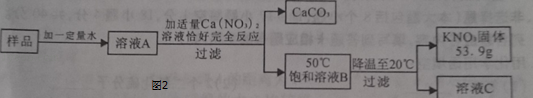 样品
加一定量水
溶液A
加适量Ca(NO₃)₂
溶液恰好完全反应
过滤
CaCO₃
50℃
饱和溶液B
降温至20℃
过滤
KNO₃固体
53.9g
溶液C
图2